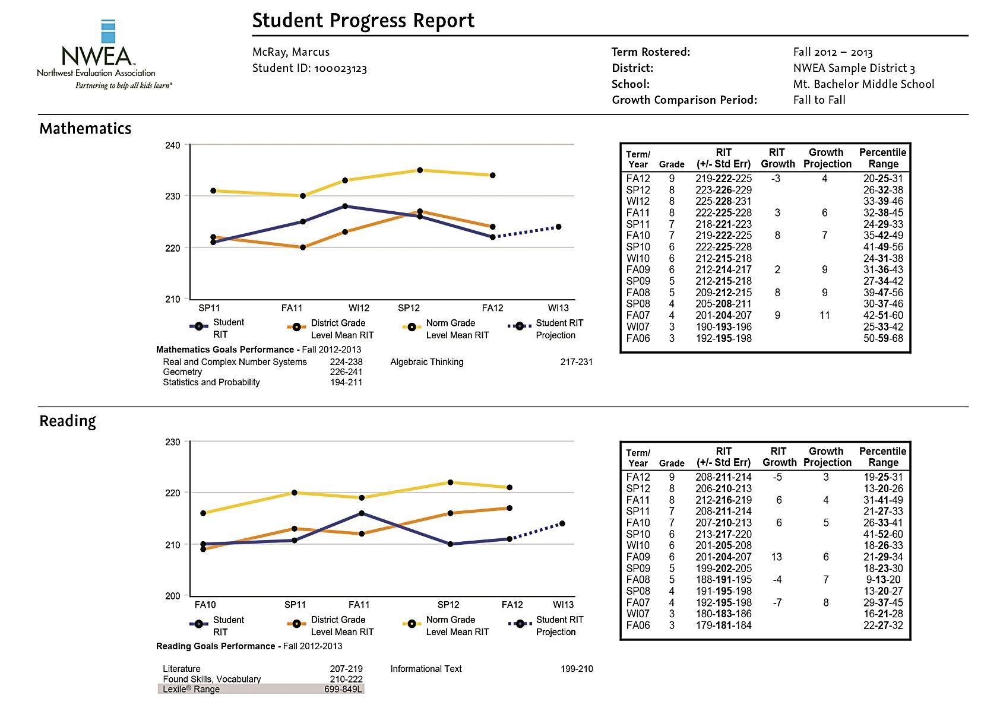 Student Progress Report
NWEA™
Northwest Evaluation Association
Partnering to help all kids learn®
McRay, Marcus
Student ID: 100023123
Term Rostered: Fall 2012 – 2013
District: NWEA Sample District 3
School: Mt. Bachelor Middle School
Growth Comparison Period: Fall to Fall
Mathematics
240
230
220
210
SP11 FA11 WI12 SP12 FA12 WI13
Student RIT
District Grade Level Mean RIT
Norm Grade Level Mean RIT
Student RIT Projection
Mathematics Goals Performance - Fall 2012-2013
Real and Complex Number Systems 224-238 Algebraic Thinking 217-231
Geometry 226-241
Statistics and Probability 194-211
Term/ Year Grade RIT (+/- Std Err) RIT Growth Growth Projection Percentile Range
FA12 9 219-222-225 -3 4 20-25-31
SP12 8 223-226-229 26-32-38
WI12 8 225-228-231 33-39-46
FA11 8 222-225-228 3 6 32-38-45
SP11 7 218-221-223 24-29-33
FA10 7 219-222-225 8 7 35-42-49
SP10 6 222-225-228 41-49-56
WI10 6 212-215-218 24-31-38
FA09 6 212-214-217 2 9 31-36-43
SP09 5 212-215-218 27-34-42
FA08 5 209-212-215 8 9 39-47-56
SP08 4 205-208-211 30-37-46
FA07 4 201-204-207 9 11 42-51-60
WI07 3 190-193-196 25-33-42
FA06 3 192-195-198 50-59-68
Reading
230
220
210
200
FA10 SP11 FA11 SP12 FA12 WI13
Student RIT
District Grade Level Mean RIT
Norm Grade Level Mean RIT
Student RIT Projection
Reading Goals Performance - Fall 2012-2013
Literature 207-219 Informational Text 199-210
Found Skills, Vocabulary 210-222
Lexile® Range 699-849L
Term/ Year Grade RIT (+/- Std Err) RIT Growth Growth Projection Percentile Range
FA12 9 208-211-214 -5 3 19-25-31
SP12 8 206-210-213 13-20-26
FA11 8 212-216-219 6 4 31-41-49
SP11 7 208-211-214 21-27-33
FA10 7 207-210-213 6 5 26-33-41
SP10 6 213-217-220 41-52-60
WI10 6 201-205-208 18-26-33
FA09 6 201-204-207 13 6 21-29-34
SP09 5 199-202-205 18-23-30
FA08 5 188-191-195 -4 7 9-13-20
SP08 4 191-195-198 13-20-27
FA07 4 192-195-198 -7 8 29-37-45
WI07 3 180-183-186 16-21-28
FA06 3 179-181-184 22-27-32